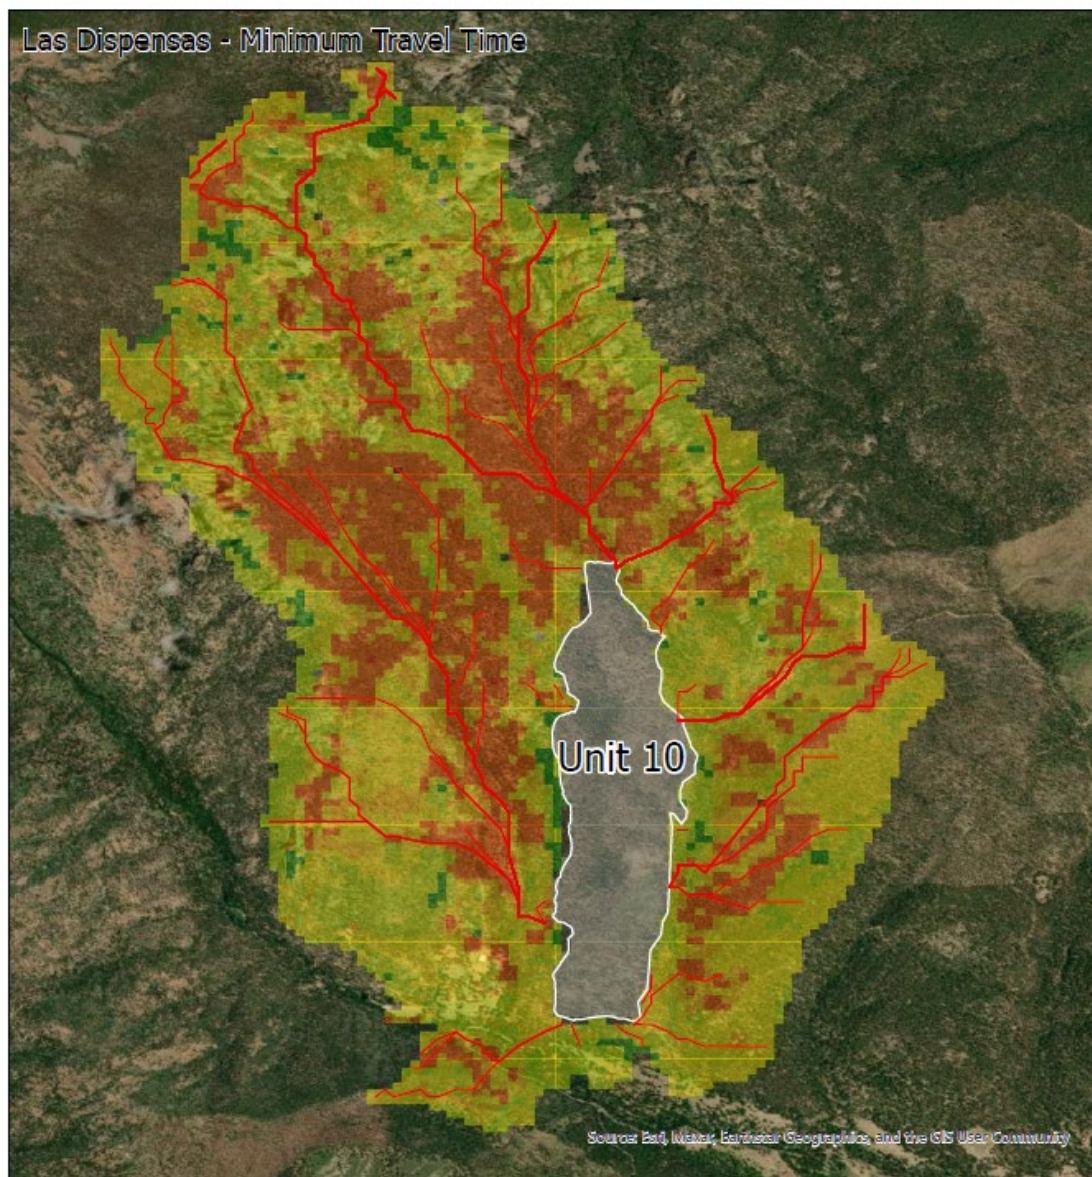 Las Dispensas - Minimum Travel Time
Unit 10
Source: Esri, Maxar, Earthstar Geographics, and the GIS User Community